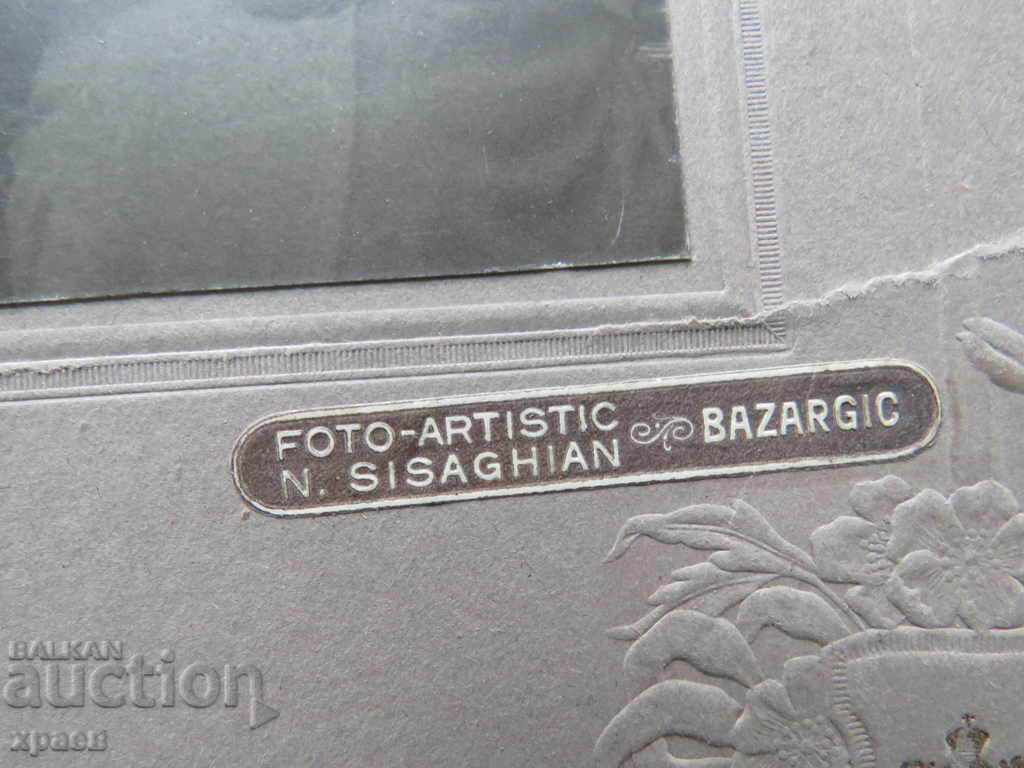 FOTO-ARTISTIC
N. SISAGHIAN
BAZARGIC
BALKAN
auction
храел